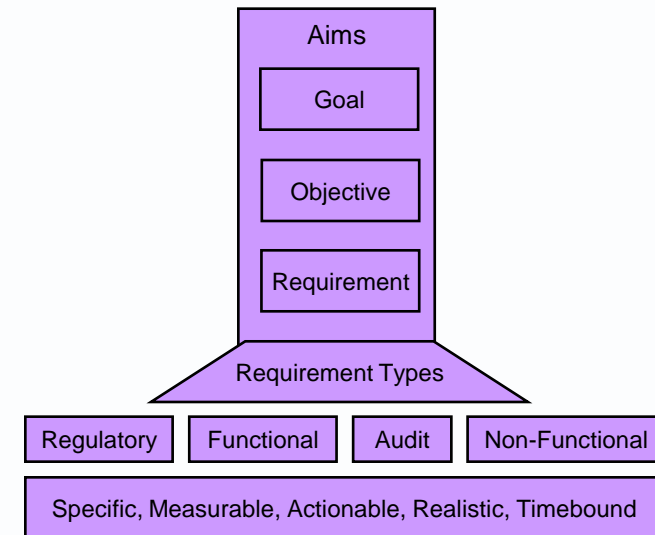 Aims
Goal
Objective
Requirement
Requirement Types
Regulatory
Functional
Audit
Non-Functional
Specific, Measurable, Actionable, Realistic, Timebound